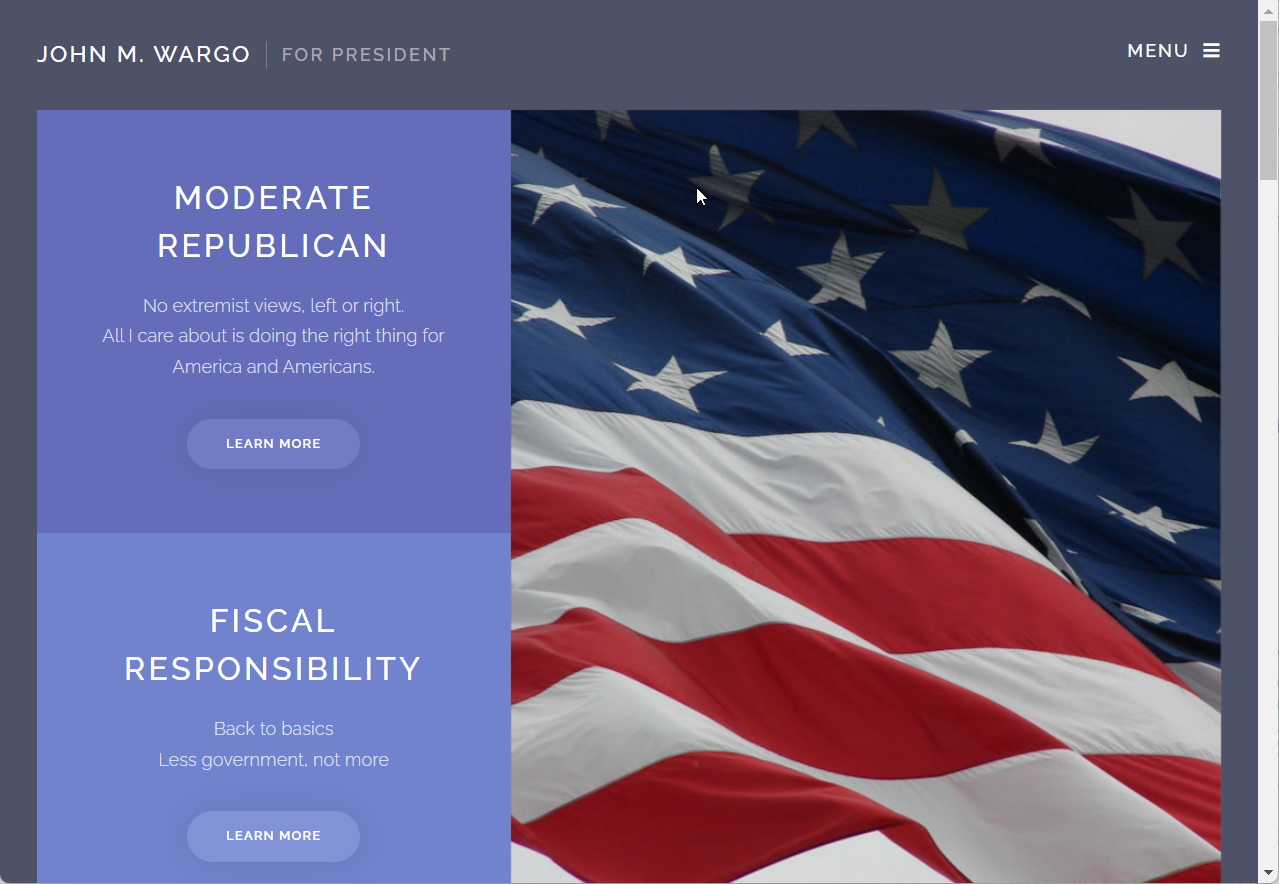 JOHN M. WARGO FOR PRESIDENT
MENU
MODERATE
REPUBLICAN
No extremist views, left or right.
All I care about is doing the right thing for
America and Americans.
LEARN MORE
FISCAL
RESPONSIBILITY
Back to basics
Less government, not more
LEARN MORE